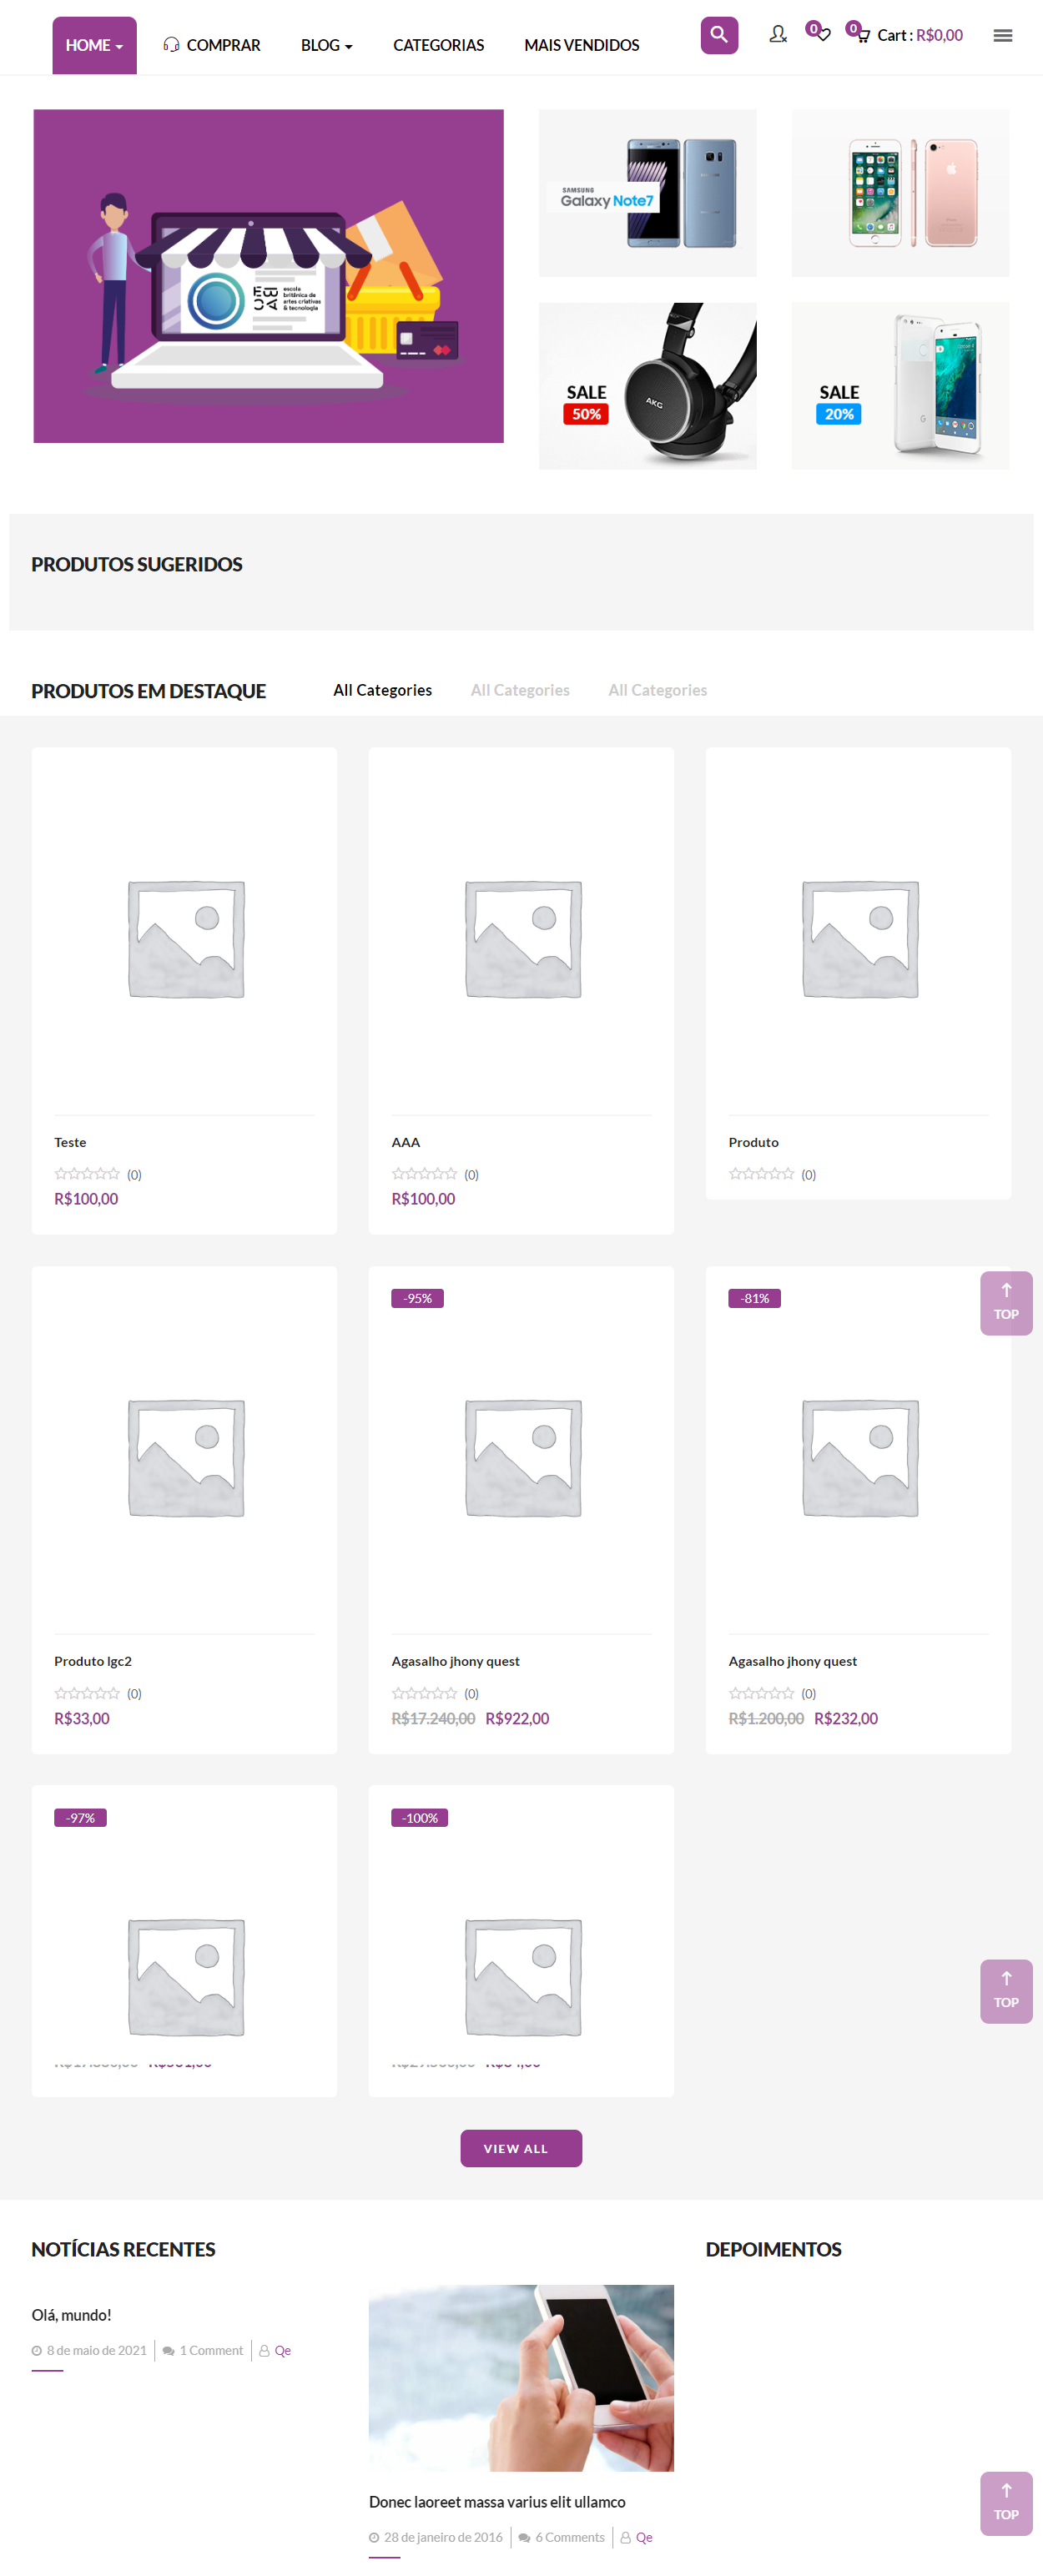 HOME
COMPRAR
BLOG
CATEGORIAS
MAIS VENDIDOS
0
0
Cart : R$0,00
EBAC
escola
britânica de
artes criativas
& tecnologia
SAMSUNG
Galaxy Note7
SALE
50%
AKG
SALE
20%
G
PRODUTOS SUGERIDOS
PRODUTOS EM DESTAQUE
All Categories
All Categories
All Categories
Teste
(0)
R$100,00
AAA
(0)
R$100,00
Produto
(0)
TOP
Produto lgc2
(0)
R$33,00
-95%
Agasalho jhony quest
(0)
R$17.240,00 R$922,00
-81%
Agasalho jhony quest
(0)
R$1.200,00 R$232,00
-97%
-100%
TOP
VIEW ALL
NOTÍCIAS RECENTES
Olá, mundo!
8 de maio de 2021
1 Comment
Qe
Donec laoreet massa varius elit ullamco
28 de janeiro de 2016
6 Comments
Qe
DEPOIMENTOS
TOP